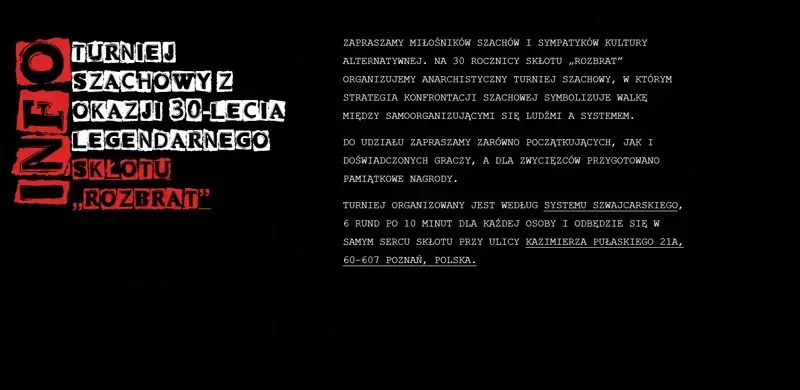 INFO
TURNIEJ
SZACHOWY Z
OKAZJI 30-LECIA
LEGENDARNEGO
SKŁOTU
„ROZBRAT”
ZAPRASZAMY MIŁOŚNIKÓW SZACHÓW I SYMPATYKÓW KULTURY
ALTERNATYWNEJ. NA 30 ROCZNICY SKŁOTU „ROZBRAT”
ORGANIZUJEMY ANARCHISTYCZNY TURNIEJ SZACHOWY, W KTÓRYM
STRATEGIA KONFRONTACJI SZACHOWEJ SYMBOLIZUJE WALKĘ
MIĘDZY SAMOORGANIZUJĄCYMI SIĘ LUDŹMI A SYSTEMEM.
DO UDZIAŁU ZAPRASZAMY ZARÓWNO POCZĄTKUJĄCYCH, JAK I
DOŚWIADCZONYCH GRACZY, A DLA ZWYCIĘZCÓW PRZYGOTOWANO
PAMIĄTKOWE NAGRODY.
TURNIEJ ORGANIZOWANY JEST WEDŁUG SYSTEMU SZWAJCARSKIEGO,
6 RUND PO 10 MINUT DLA KAŻDEJ OSOBY I ODBĘDZIE SIĘ W
SAMYM SERCU SKŁOTU PRZY ULICY KAZIMIERZA PUŁASKIEGO 21A,
60-607 POZNAŃ, POLSKA.